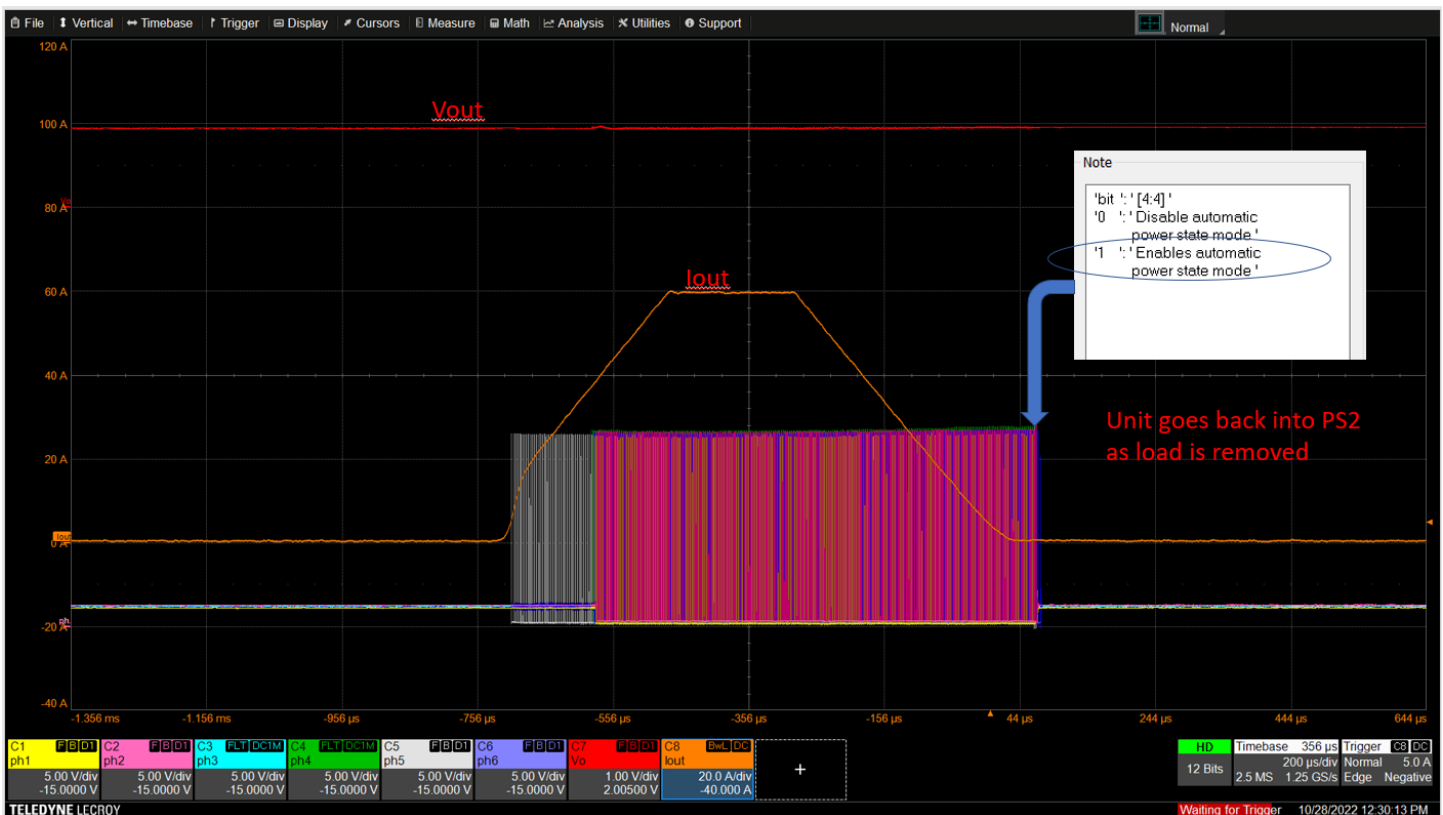 File Vertical Timebase Trigger Display Cursors Measure Math Analysis Utilities Support
Normal
120 A
100 A
80 A
60 A
40 A
20 A
0 A
-20 A
-40 A
Vo
Iout
Vout
Iout
Note
'bit ': ' [4:4] '
'0 ': ' Disable automatic
power state mode '
'1 ': ' Enables automatic
power state mode '
Unit goes back into PS2
as load is removed
-1.356 ms -1.156 ms -956 µs -756 µs -556 µs -356 µs -156 µs 44 µs 244 µs 444 µs 644 µs
C1 F B D1
ph1
5.00 V/div
-15.0000 V
C2 F B D1
ph2
5.00 V/div
-15.0000 V
C3 FLT DC1M
ph3
5.00 V/div
-15.0000 V
C4 FLT DC1M
ph4
5.00 V/div
-15.0000 V
C5 F B D1
ph5
5.00 V/div
-15.0000 V
C6 F B D1
ph6
5.00 V/div
-15.0000 V
C7 F B D1
Vo
1.00 V/div
2.00500 V
C8 BwL DC
Iout
20.0 A/div
-40.000 A
+
HD
12 Bits
Timebase 356 µs
200 µs/div
2.5 MS 1.25 GS/s
Trigger C8 DC
Normal 5.0 A
Edge Negative
TELEDYNE LECROY
Waiting for Trigger 10/28/2022 12:30:13 PM